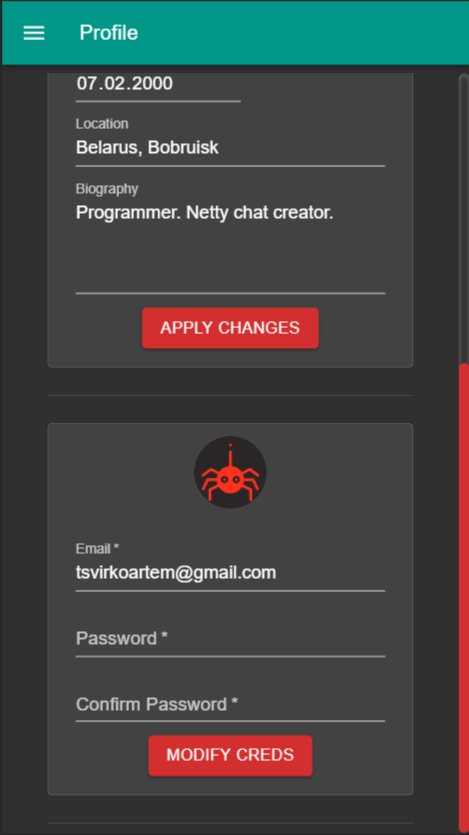 Profile
07.02.2000
Location
Belarus, Bobruisk
Biography
Programmer. Netty chat creator.
APPLY CHANGES
Email *
tsvirkoartem@gmail.com
Password *
Confirm Password *
MODIFY CREDS